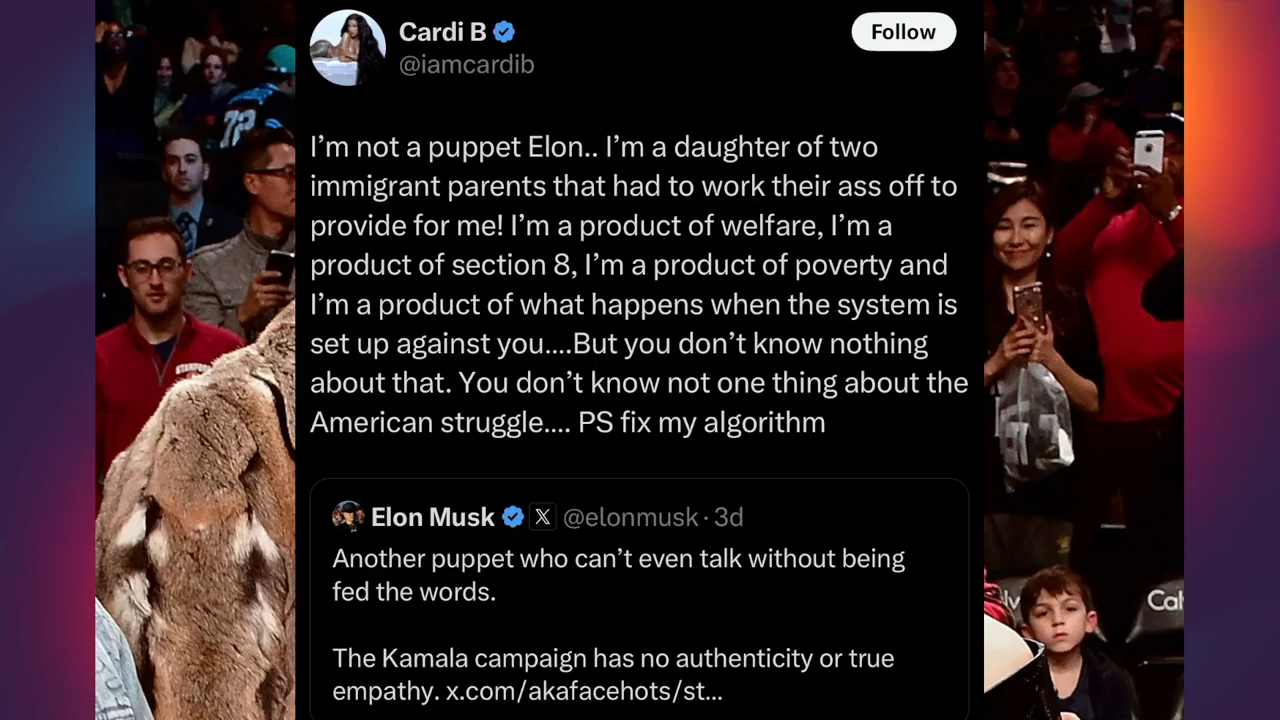 Cardi B
@iamcardib
Follow
I’m not a puppet Elon.. I’m a daughter of two
immigrant parents that had to work their ass off to
provide for me! I’m a product of welfare, I’m a
product of section 8, I’m a product of poverty and
I’m a product of what happens when the system is
set up against you....But you don’t know nothing
about that. You don’t know not one thing about the
American struggle.... PS fix my algorithm
Elon Musk X @elonmusk · 3d
Another puppet who can’t even talk without being
fed the words.
The Kamala campaign has no authenticity or true
empathy. x.com/akafacehots/st...
72
STANFORD
Cal